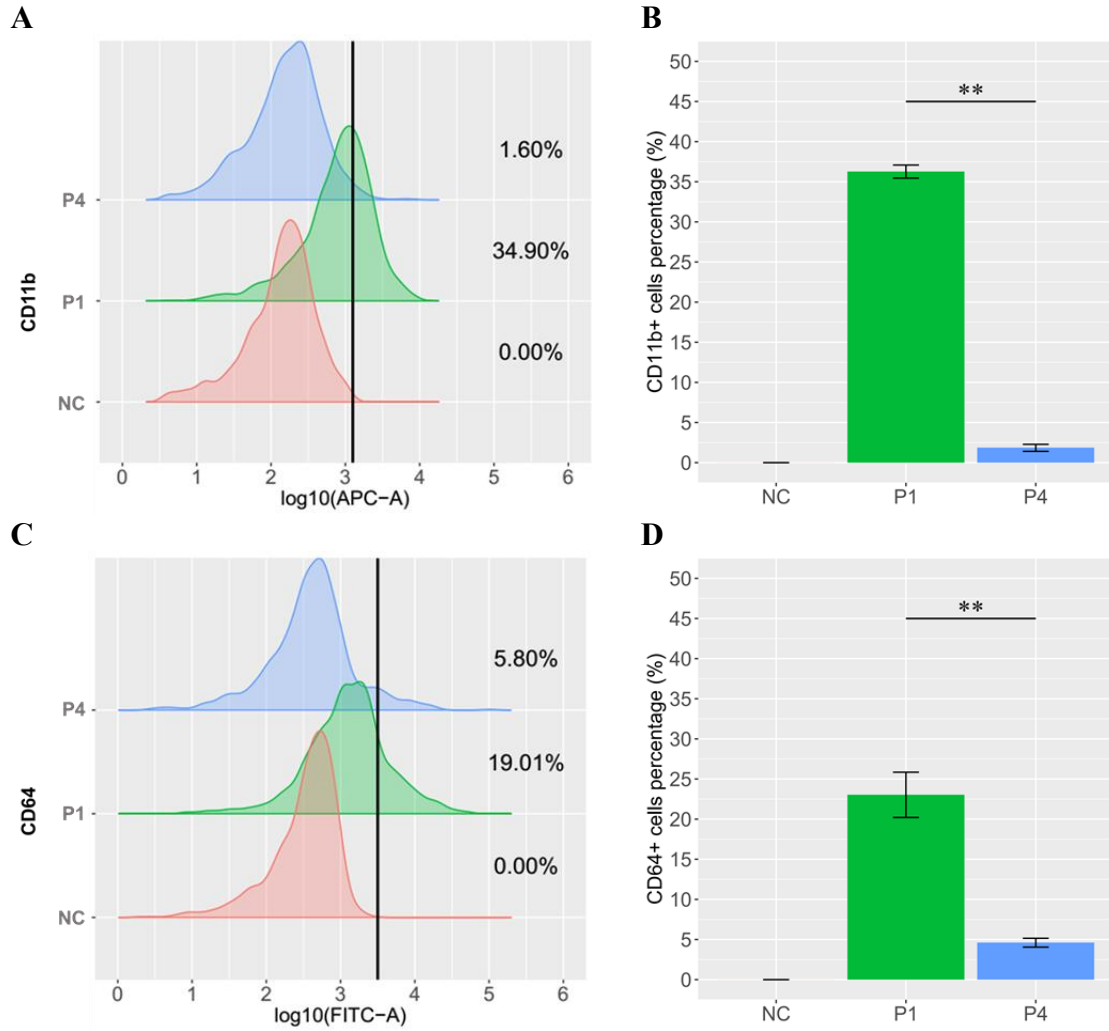 A
CD11b
P4
P1
NC
1.60%
34.90%
0.00%
0 1 2 3 4 5 6
log10(APC−A)
B
CD11b+ cells percentage (%)
50
45
40
35
30
25
20
15
10
5
0
**
NC P1 P4
C
CD64
P4
P1
NC
5.80%
19.01%
0.00%
0 1 2 3 4 5 6
log10(FITC−A)
D
CD64+ cells percentage (%)
50
45
40
35
30
25
20
15
10
5
0
**
NC P1 P4